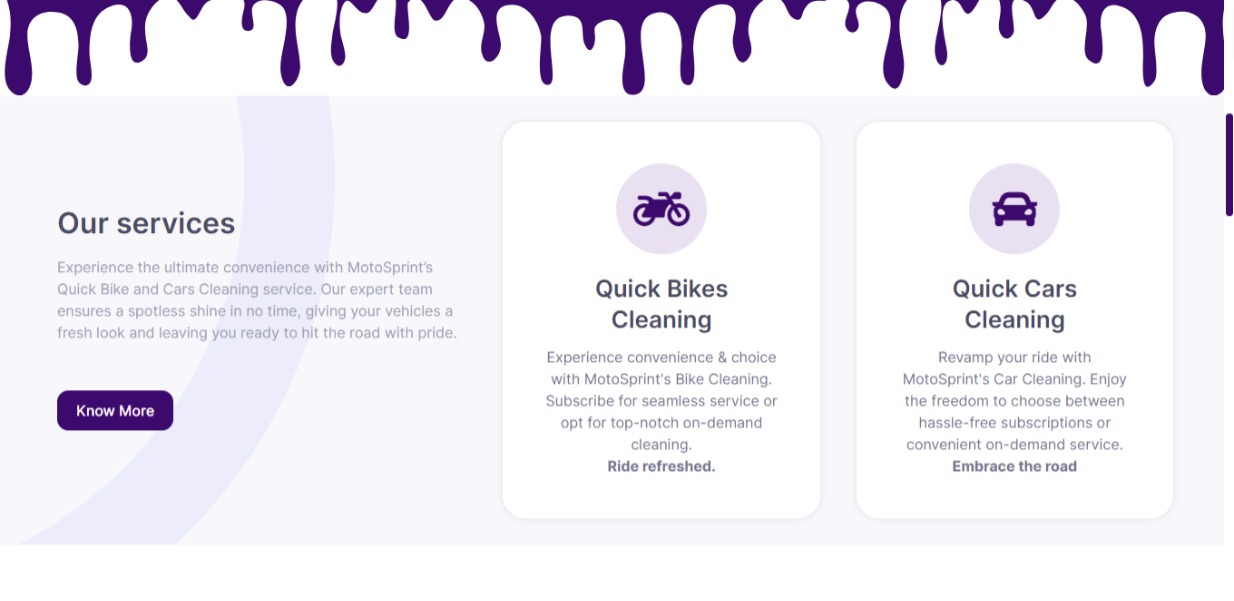 Our services
Experience the ultimate convenience with MotoSprint's
Quick Bike and Cars Cleaning service. Our expert team
ensures a spotless shine in no time, giving your vehicles a
fresh look and leaving you ready to hit the road with pride.
Know More
Quick Bikes
Cleaning
Experience convenience & choice
with MotoSprint's Bike Cleaning.
Subscribe for seamless service or
opt for top-notch on-demand
cleaning.
Ride refreshed.
Quick Cars
Cleaning
Revamp your ride with
MotoSprint's Car Cleaning. Enjoy
the freedom to choose between
hassle-free subscriptions or
convenient on-demand service.
Embrace the road